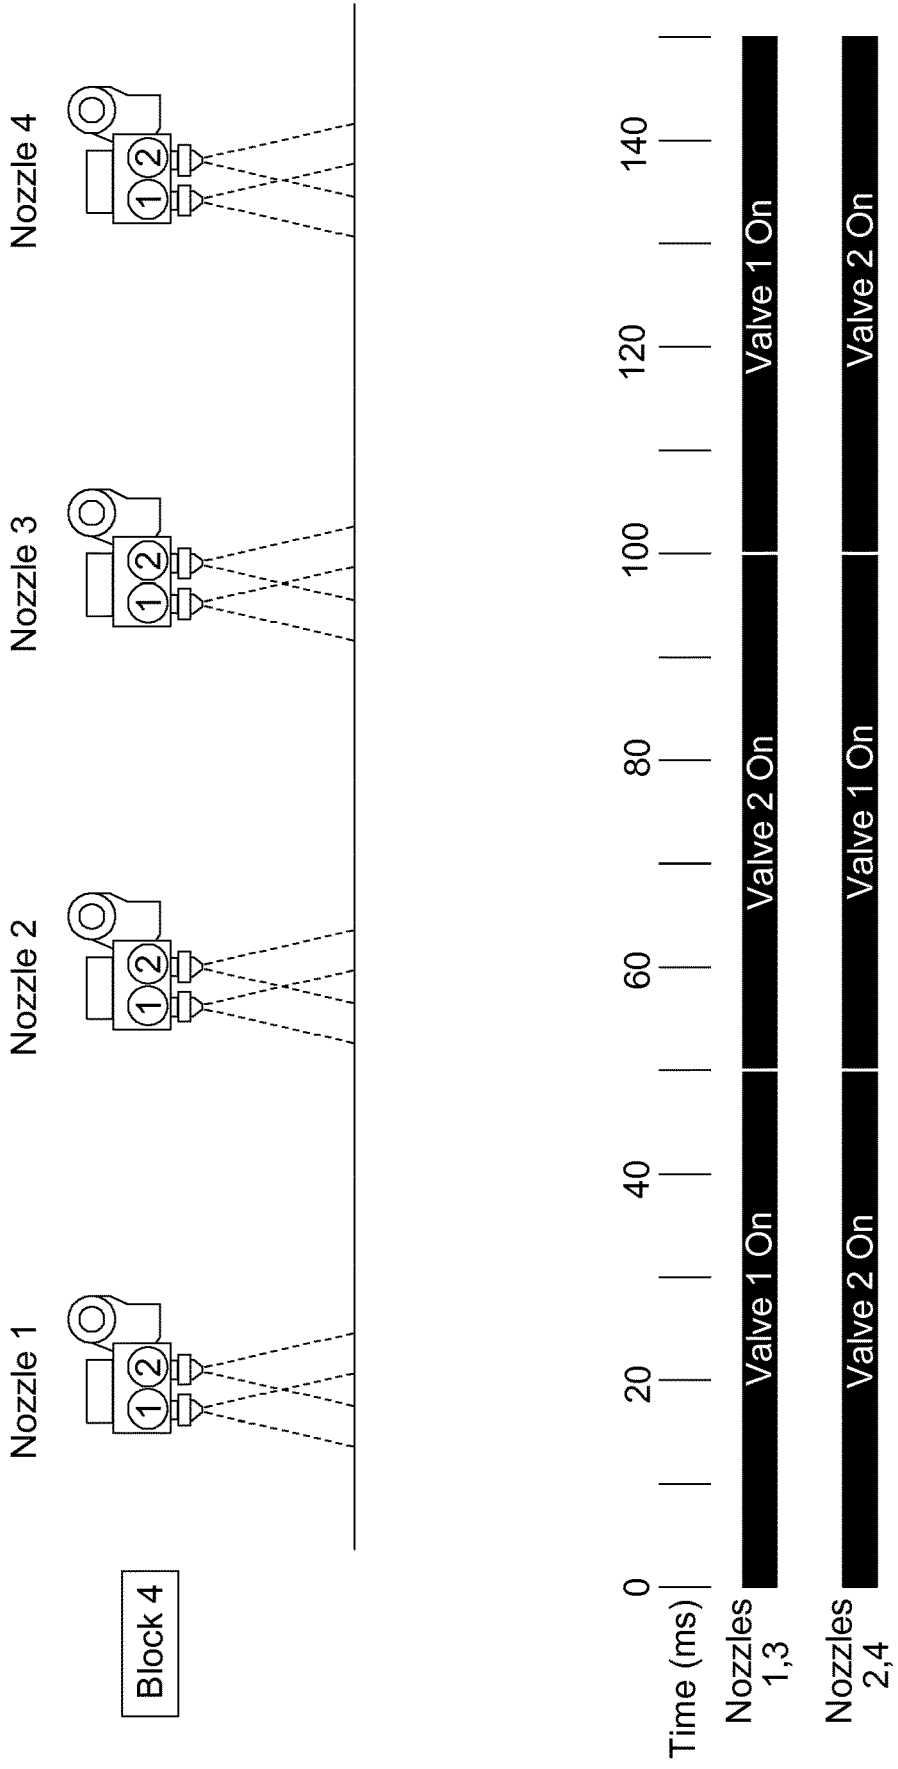 Block 4
Nozzle 1
Nozzle 2
Nozzle 3
Nozzle 4
1 2
1 2
1 2
1 2
Time (ms)
0 20 40 60 80 100 120 140
Nozzles
1,3
Valve 1 On
Valve 2 On
Valve 1 On
Nozzles
2,4
Valve 2 On
Valve 1 On
Valve 2 On